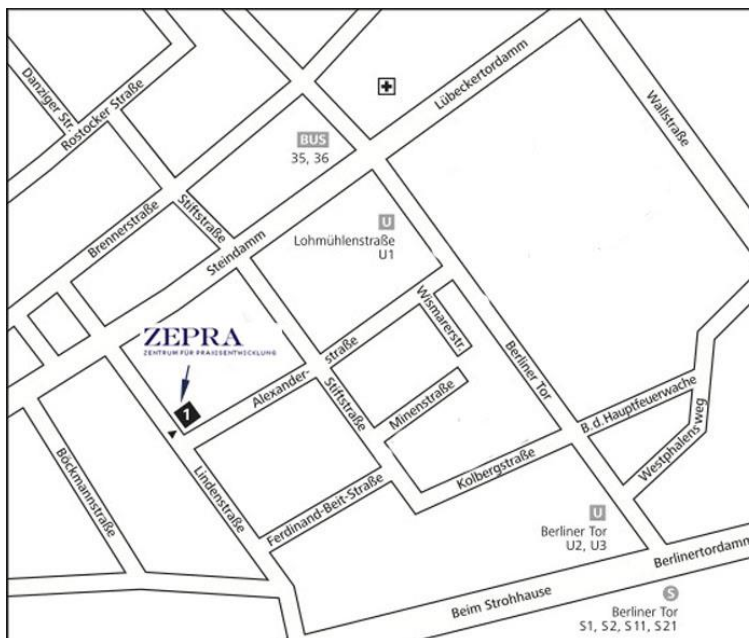 Danziger Str.
Rostocker Straße
Lübeckertordamm
Wallstraße
BUS
35, 36
Brennerstraße
Stiftstraße
Steindamm
U
Lohmühlenstraße
U1
ZEPRA
ZENTRUM FÜR PRAXISENTWICKLUNG
Wismarerstr.
Alexander-
straße
Berliner Tor
1
Stiftstraße
Minenstraße
B.d.Hauptfeuerwache
Westphalensweg
Böckmannstraße
Lindenstraße
Kolbergstraße
Ferdinand-Beit-Straße
U
Berliner Tor
U2, U3
Berlinertordamm
Beim Strohhause
S
Berliner Tor
S1, S2, S11, S21